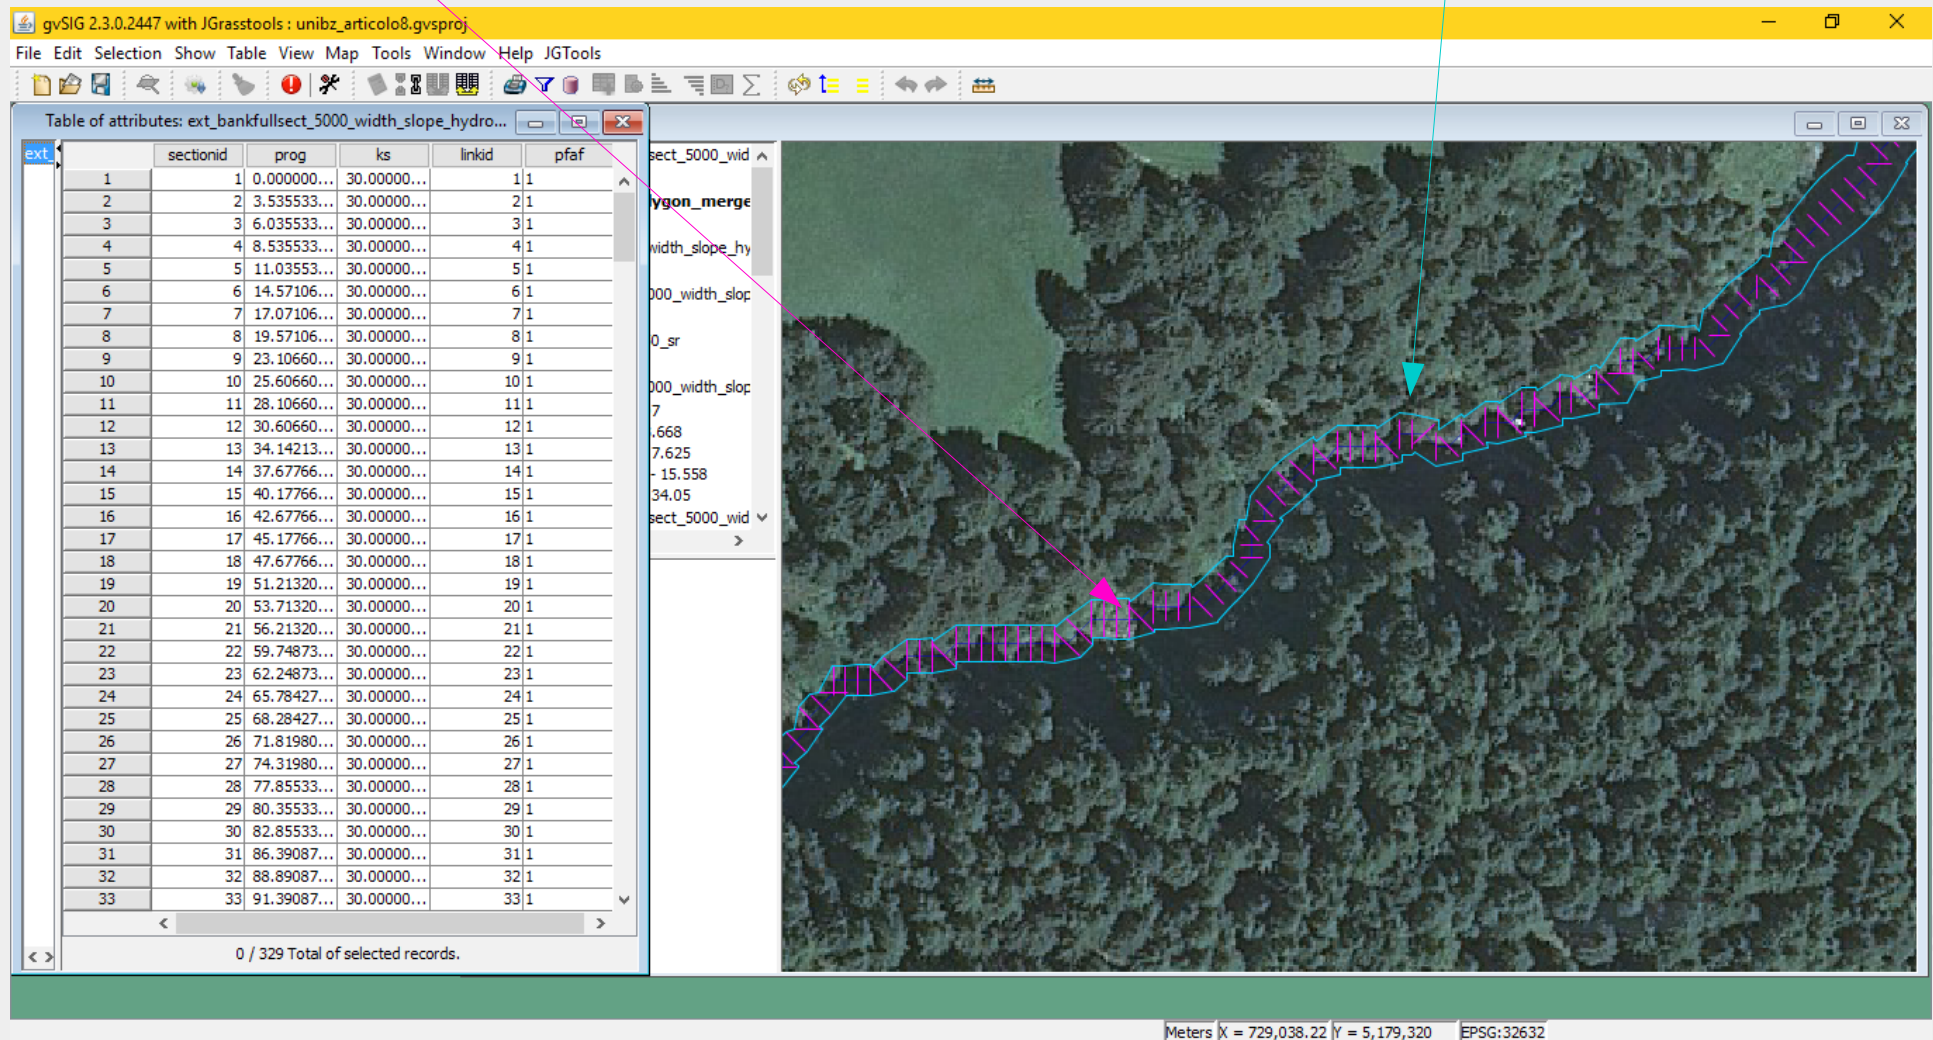 gvSIG 2.3.0.2447 with JGrasstools : unibz_articolo8.gvsproj
File Edit Selection Show Table View Map Tools Window Help JGTools
Table of attributes: ext_bankfullsect_5000_width_slope_hydro...
ext_
sectionid prog ks linkid pfaf
1 1 0.000000... 30.00000... 1 1
2 2 3.535533... 30.00000... 2 1
3 3 6.035533... 30.00000... 3 1
4 4 8.535533... 30.00000... 4 1
5 5 11.03553... 30.00000... 5 1
6 6 14.57106... 30.00000... 6 1
7 7 17.07106... 30.00000... 7 1
8 8 19.57106... 30.00000... 8 1
9 9 23.10660... 30.00000... 9 1
10 10 25.60660... 30.00000... 10 1
11 11 28.10660... 30.00000... 11 1
12 12 30.60660... 30.00000... 12 1
13 13 34.14213... 30.00000... 13 1
14 14 37.67766... 30.00000... 14 1
15 15 40.17766... 30.00000... 15 1
16 16 42.67766... 30.00000... 16 1
17 17 45.17766... 30.00000... 17 1
18 18 47.67766... 30.00000... 18 1
19 19 51.21320... 30.00000... 19 1
20 20 53.71320... 30.00000... 20 1
21 21 56.21320... 30.00000... 21 1
22 22 59.74873... 30.00000... 22 1
23 23 62.24873... 30.00000... 23 1
24 24 65.78427... 30.00000... 24 1
25 25 68.28427... 30.00000... 25 1
26 26 71.81980... 30.00000... 26 1
27 27 74.31980... 30.00000... 27 1
28 28 77.85533... 30.00000... 28 1
29 29 80.35533... 30.00000... 29 1
30 30 82.85533... 30.00000... 30 1
31 31 86.39087... 30.00000... 31 1
32 32 88.89087... 30.00000... 32 1
33 33 91.39087... 30.00000... 33 1
0 / 329 Total of selected records.
sect_5000_wid
lygon_merge
width_slope_hy
000_width_slop
0_sr
000_width_slop
7
.668
7.625
- 15.558
34.05
sect_5000_wid
Meters X = 729,038.22 Y = 5,179,320 EPSG:32632